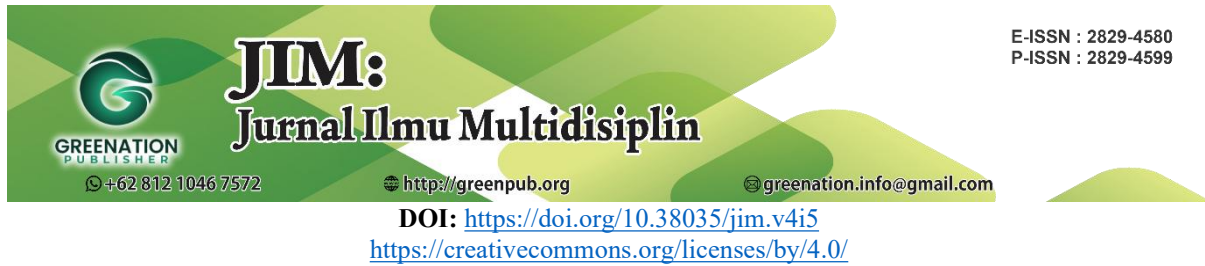 E-ISSN : 2829-4580
P-ISSN : 2829-4599
JIM:
Jurnal Ilmu Multidisiplin
GREENATION
PUBLISHER
+62 812 1046 7572 http://greenpub.org greenation.info@gmail.com
DOI: https://doi.org/10.38035/jim.v4i5
https://creativecommons.org/licenses/by/4.0/